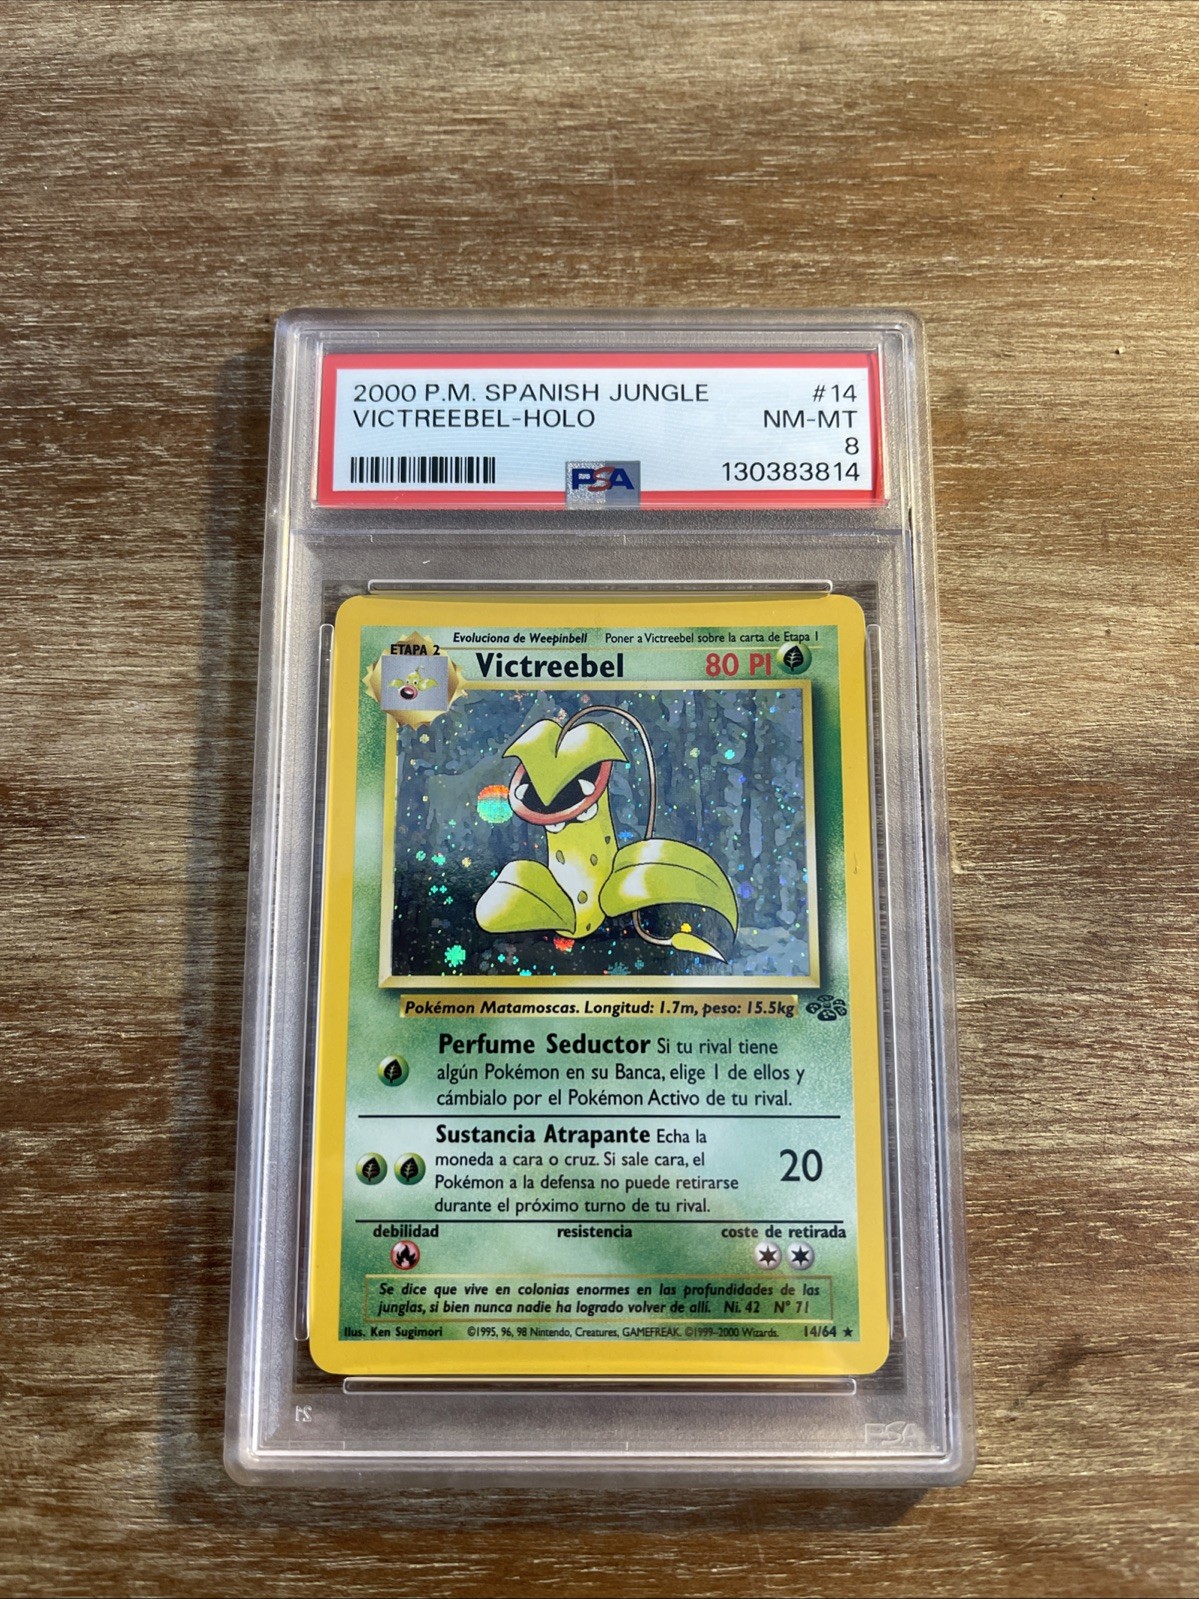 2000 P.M. SPANISH JUNGLE #14
VICTREEBEL-HOLO NM-MT
8
PSA 130383814
Evoluciona de Weepinbell Poner a Victreebel sobre la carta de Etapa 1
ETAPA 2
Victreebel 80 PI
Pokémon Matamoscas. Longitud: 1.7m, peso: 15.5kg
Perfume Seductor Si tu rival tiene
algún Pokémon en su Banca, elige 1 de ellos y
cámbialo por el Pokémon Activo de tu rival.
Sustancia Atrapante Echa la
moneda a cara o cruz. Si sale cara, el
Pokémon a la defensa no puede retirarse
durante el próximo turno de tu rival.
20
debilidad resistencia coste de retirada
Se dice que vive en colonias enormes en las profundidades de las
junglas, si bien nunca nadie ha logrado volver de allí. Ni. 42 N° 71
Ilus. Ken Sugimori ©1995, 96, 98 Nintendo, Creatures, GAMEFREAK. ©1999-2000 Wizards. 14/64
PSA